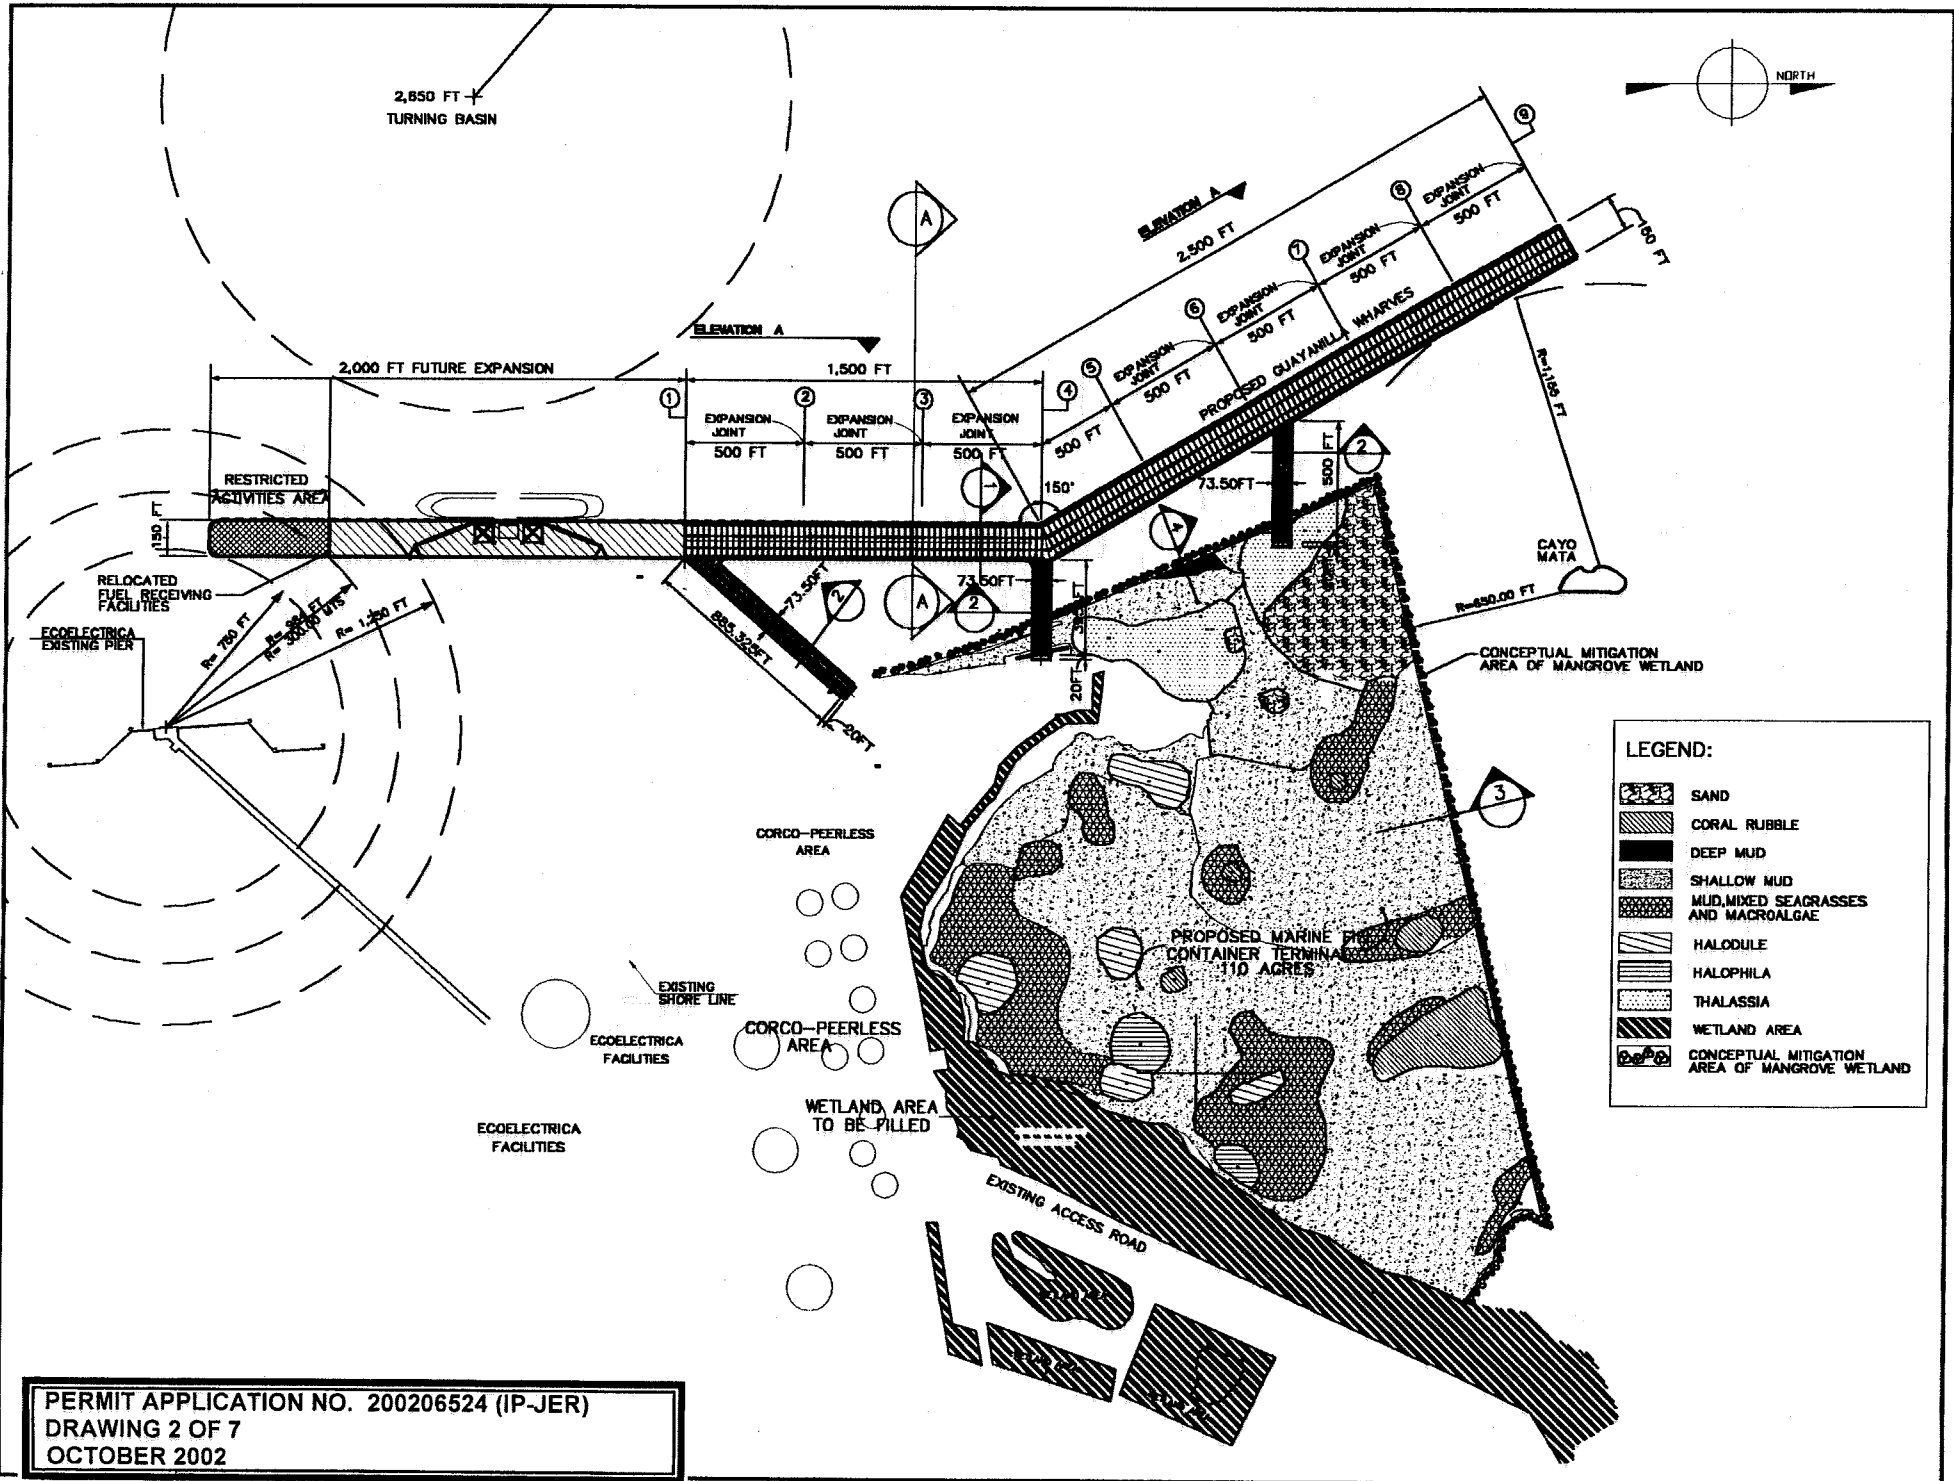 2,650 FT
TURNING BASIN
NORTH
ELEVATION A
2,500 FT
9
8
7
6
5
EXPANSION
JOINT
500 FT
EXPANSION
JOINT
500 FT
EXPANSION
JOINT
500 FT
EXPANSION
JOINT
500 FT
500 FT
150 FT
PROPOSED GUAYANILLA WHARVES
A
ELEVATION A
2,000 FT FUTURE EXPANSION
1,500 FT
1
2
3
4
EXPANSION
JOINT
500 FT
EXPANSION
JOINT
500 FT
EXPANSION
JOINT
500 FT
1
150°
RESTRICTED
ACTIVITIES AREA
150 FT
RELOCATED
FUEL RECEIVING
FACILITIES
ECOELECTRICA
EXISTING PIER
R= 760 FT
R= 984 FT
R= 300.00 MTS
R= 1,250 FT
73.50FT
2
885.325FT
20FT
A
73.50FT
2
20FT
4
73.50FT
500 FT
2
CAYO
MATA
R=650.00 FT
CONCEPTUAL MITIGATION
AREA OF MANGROVE WETLAND
3
LEGEND:
SAND
CORAL RUBBLE
DEEP MUD
SHALLOW MUD
MUD,MIXED SEAGRASSES
AND MACROALGAE
HALODULE
HALOPHILA
THALASSIA
WETLAND AREA
CONCEPTUAL MITIGATION
AREA OF MANGROVE WETLAND
CORCO-PEERLESS
AREA
PROPOSED MARINE
CONTAINER TERMINAL
110 ACRES
EXISTING
SHORE LINE
CORCO-PEERLESS
AREA
ECOELECTRICA
FACILITIES
WETLAND AREA
TO BE FILLED
ECOELECTRICA
FACILITIES
EXISTING ACCESS ROAD
PERMIT APPLICATION NO. 200206524 (IP-JER)
DRAWING 2 OF 7
OCTOBER 2002